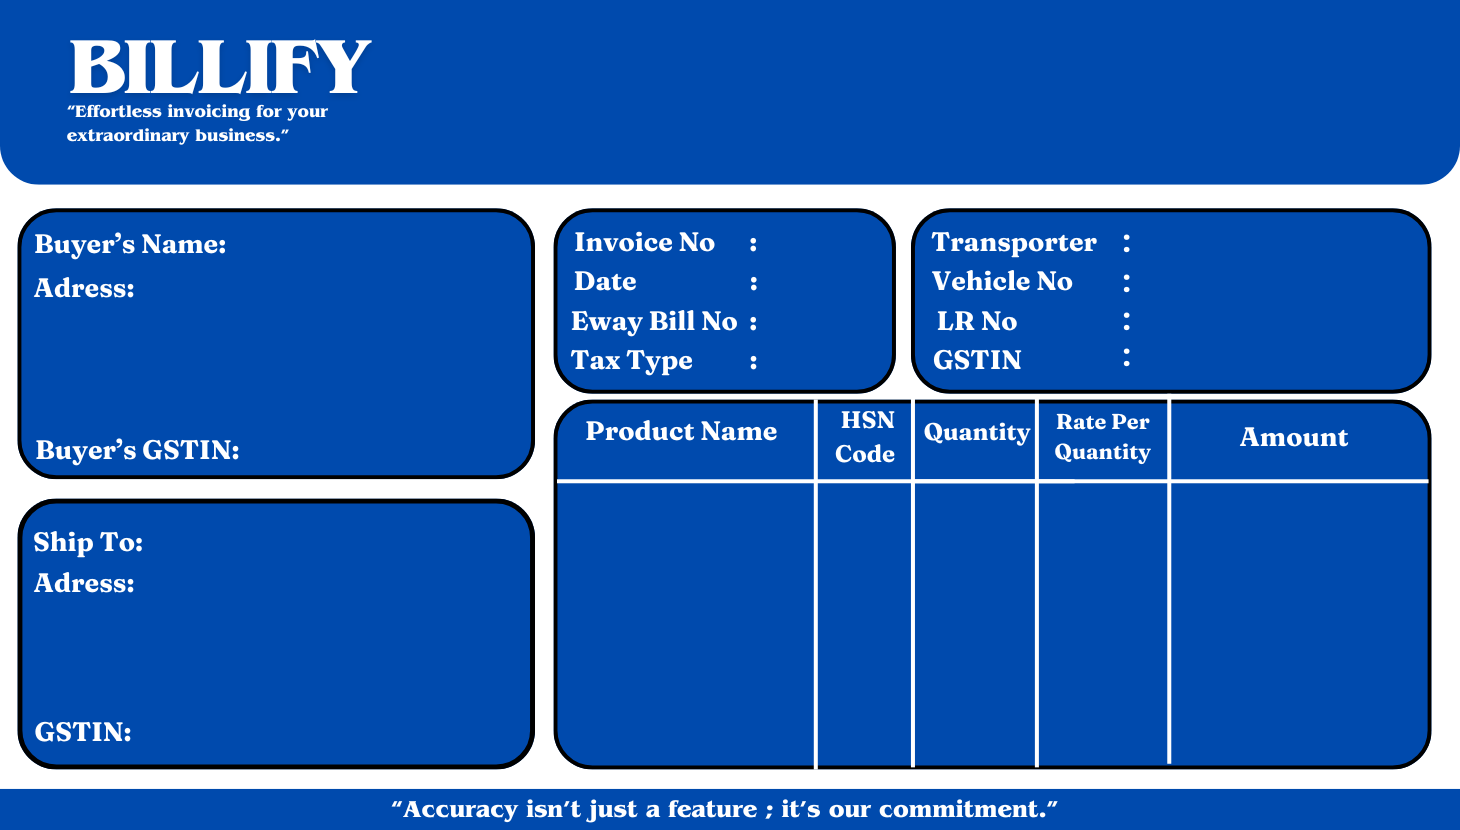 BILLIFY
“Effortless invoicing for your
extraordinary business.”
Buyer’s Name:
Adress:
Buyer’s GSTIN:
Ship To:
Adress:
GSTIN:
Invoice No :
Date :
Eway Bill No :
Tax Type :
Transporter :
Vehicle No :
LR No :
GSTIN :
Product Name
HSN
Code
Quantity
Rate Per
Quantity
Amount
“Accuracy isn’t just a feature ; it’s our commitment.”